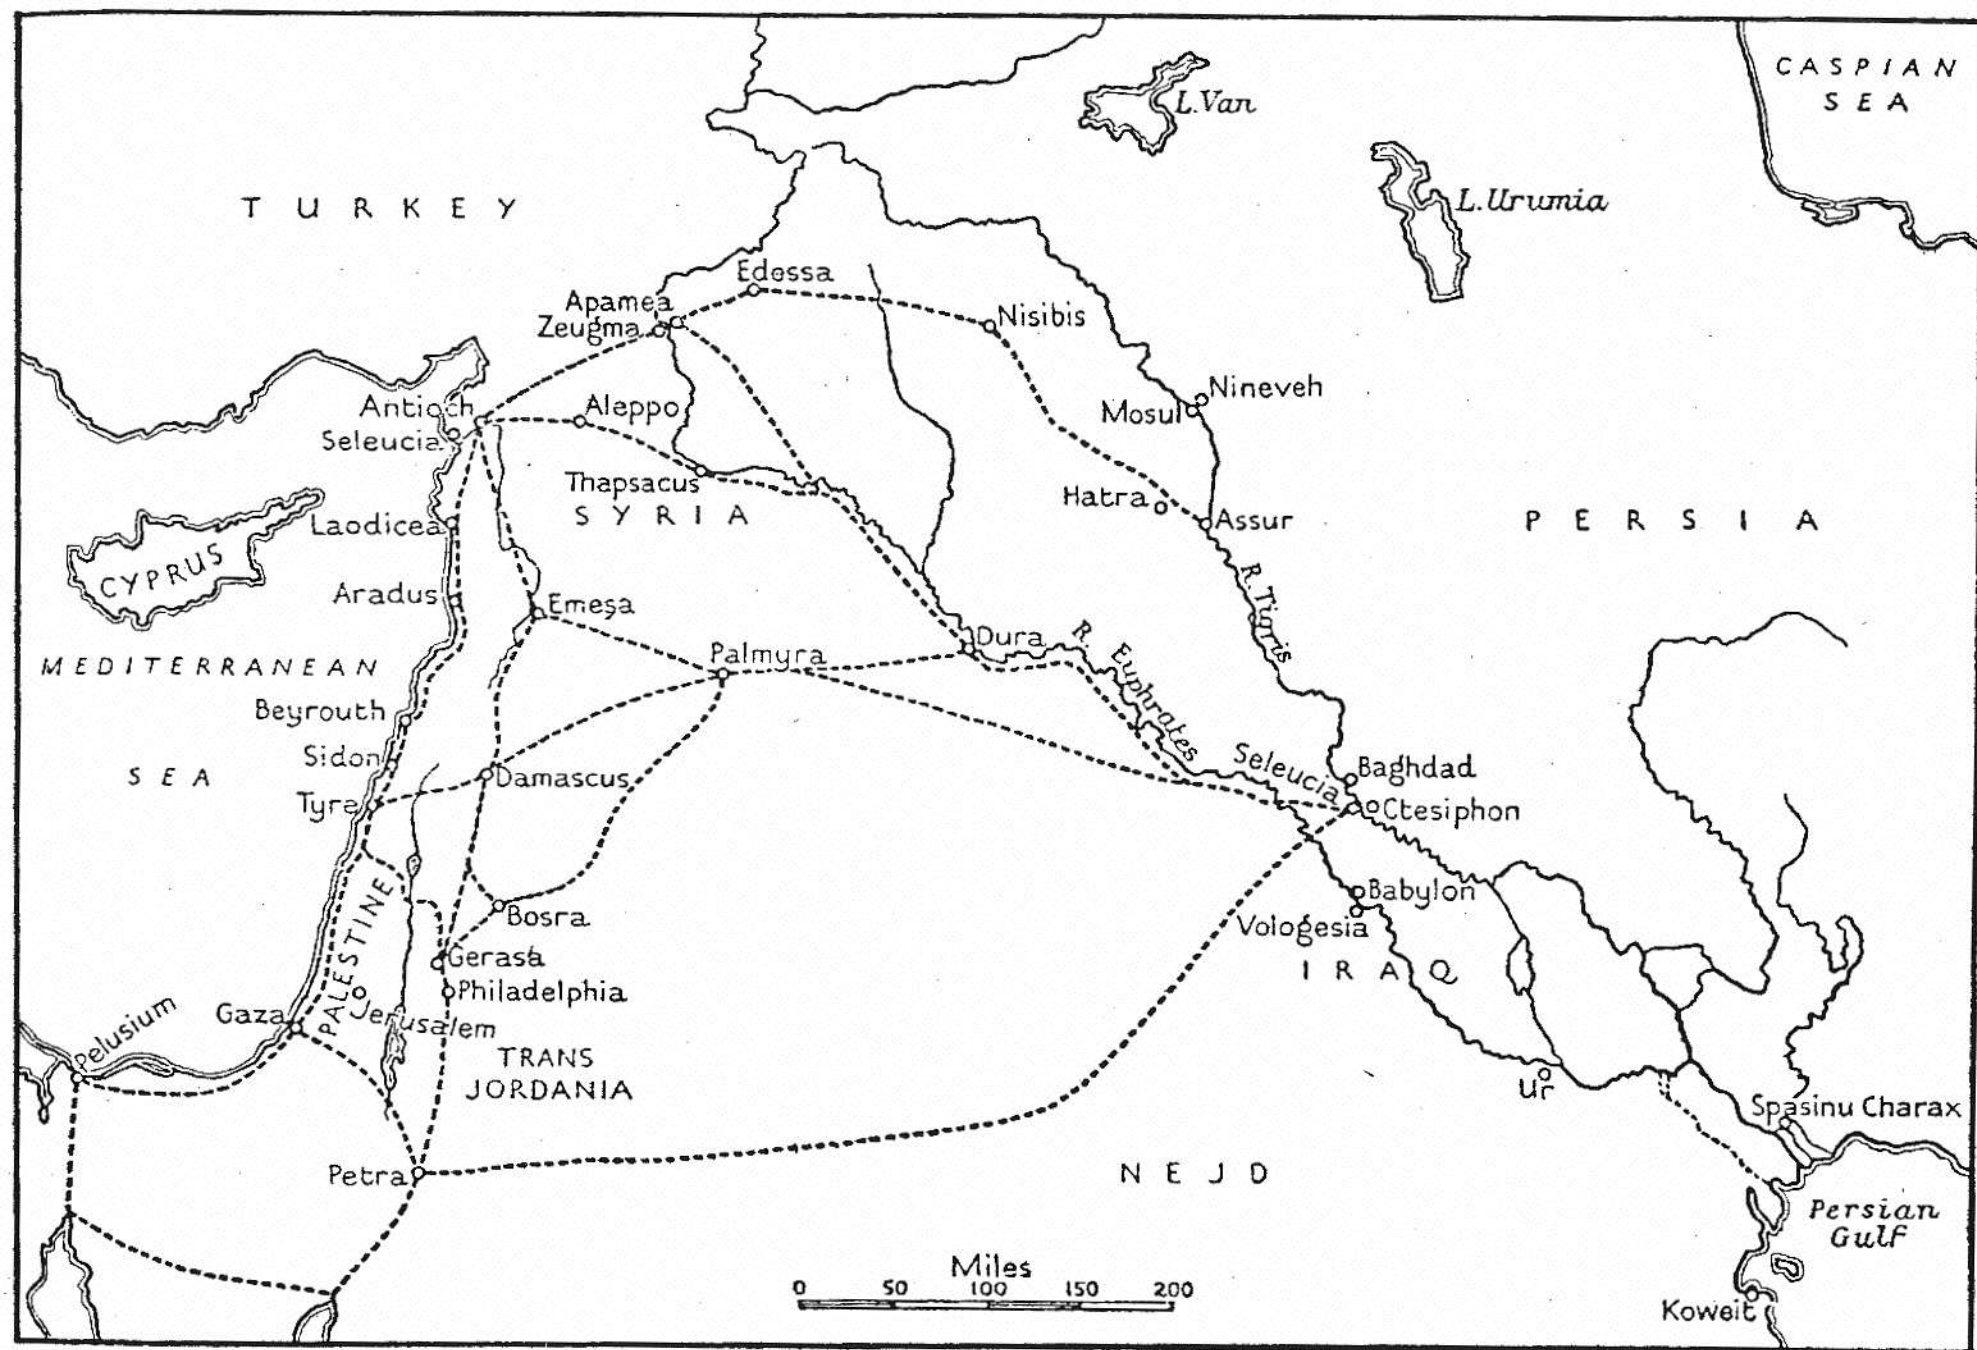 CASPIAN
SEA
L.Van
TURKEY
L.Urumia
Edessa
Apamea
Zeugma
Nisibis
Nineveh
Mosul
Antioch
Aleppo
Seleucia
Thapsacus
SYRIA
Hatra
Assur
PERSIA
Laodicea
CYPRUS
R.Tigris
Aradus
Emesa
Dura
R. Euphrates
MEDITERRANEAN
SEA
Palmyra
Beyrouth
Sidon
Damascus
Tyre
Seleucia
Baghdad
Ctesiphon
Babylon
Vologesia
IRAQ
Bosra
PALESTINE
Gerasa
Philadelphia
Jerusalem
Gaza
Pelusium
TRANS
JORDANIA
Ur
Spasinu Charax
Petra
NEJD
Persian
Gulf
Miles
0 50 100 150 200
Koweit